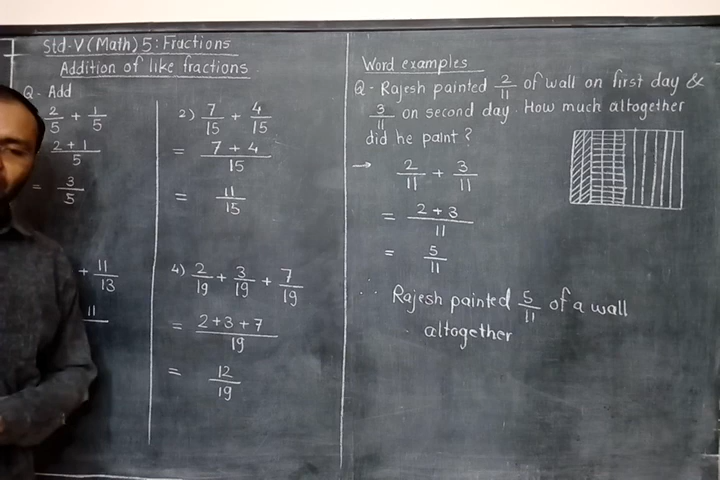 Std-V (Math) 5: Fractions
Addition of like fractions
Q - Add
2/5 + 1/5
= (2 + 1)/5
= 3/5
2) 7/15 + 4/15
= (7 + 4)/15
= 11/15
+ 11/13
11
4) 2/19 + 3/19 + 7/19
= (2 + 3 + 7)/19
= 12/19
Word examples
Q - Rajesh painted 2/11 of wall on first day &
3/11 on second day. How much altogether
did he paint?
→ 2/11 + 3/11
= (2 + 3)/11
= 5/11
∴ Rajesh painted 5/11 of a wall
altogether